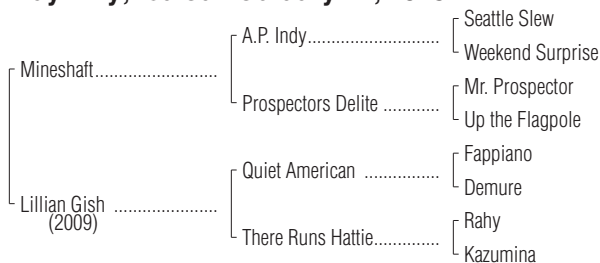 Seattle Slew
A.P. Indy
Weekend Surprise
Mineshaft
Mr. Prospector
Prospectors Delite
Up the Flagpole
Fappiano
Quiet American
Demure
Lillian Gish
(2009)
Rahy
There Runs Hattie
Kazumina